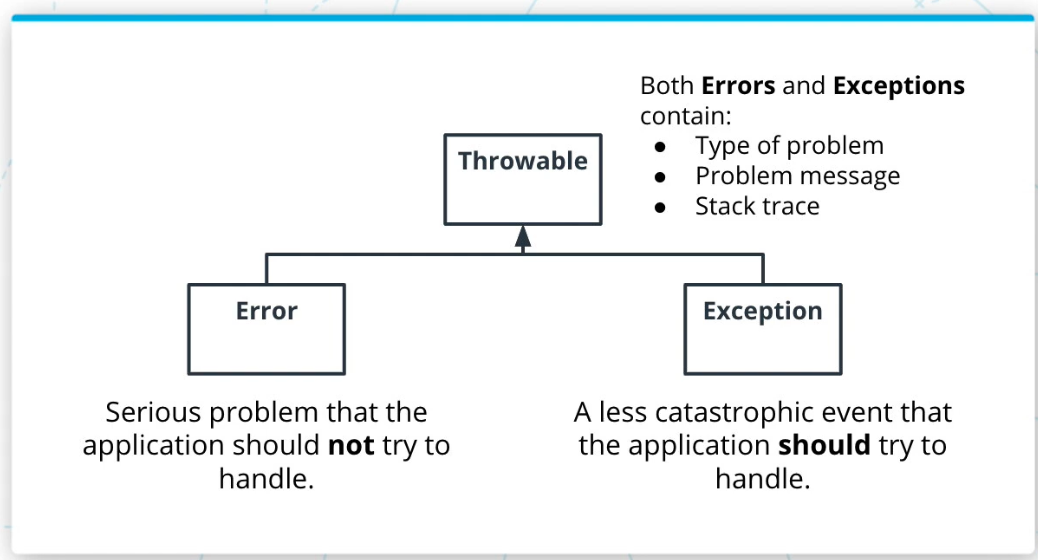 Both Errors and Exceptions
contain:
● Type of problem
● Problem message
● Stack trace
Throwable
Error
Exception
Serious problem that the
application should not try to
handle.
A less catastrophic event that
the application should try to
handle.